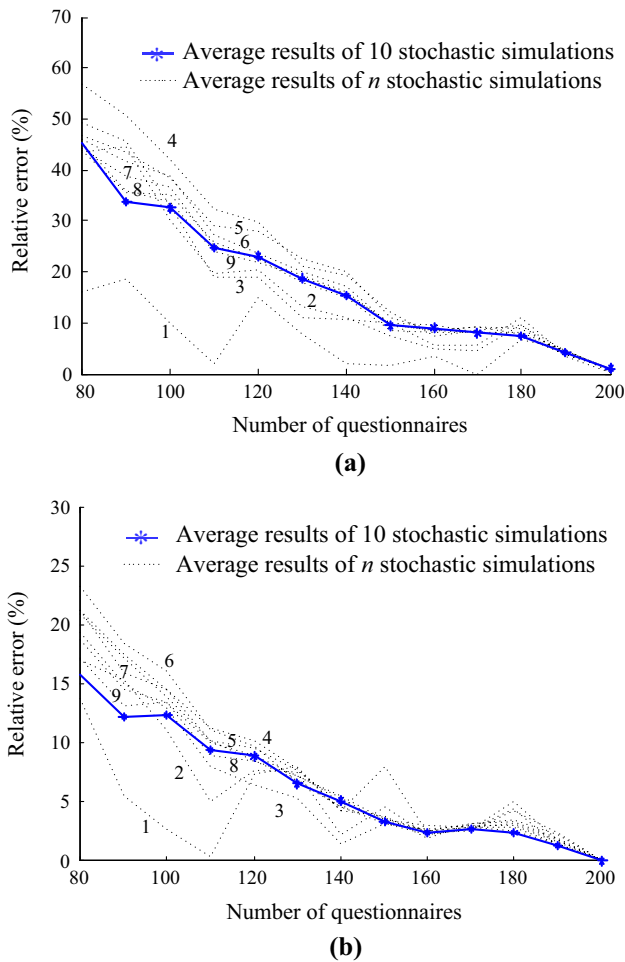 70
60
50
40
30
20
10
0
Relative error (%)
Average results of 10 stochastic simulations
Average results of n stochastic simulations
4
7
8
5
6
9
3
2
1
80 100 120 140 160 180 200
Number of questionnaires
(a)
30
25
20
15
10
5
0
Relative error (%)
Average results of 10 stochastic simulations
Average results of n stochastic simulations
6
7
9
5 4
8
2
3
1
80 100 120 140 160 180 200
Number of questionnaires
(b)